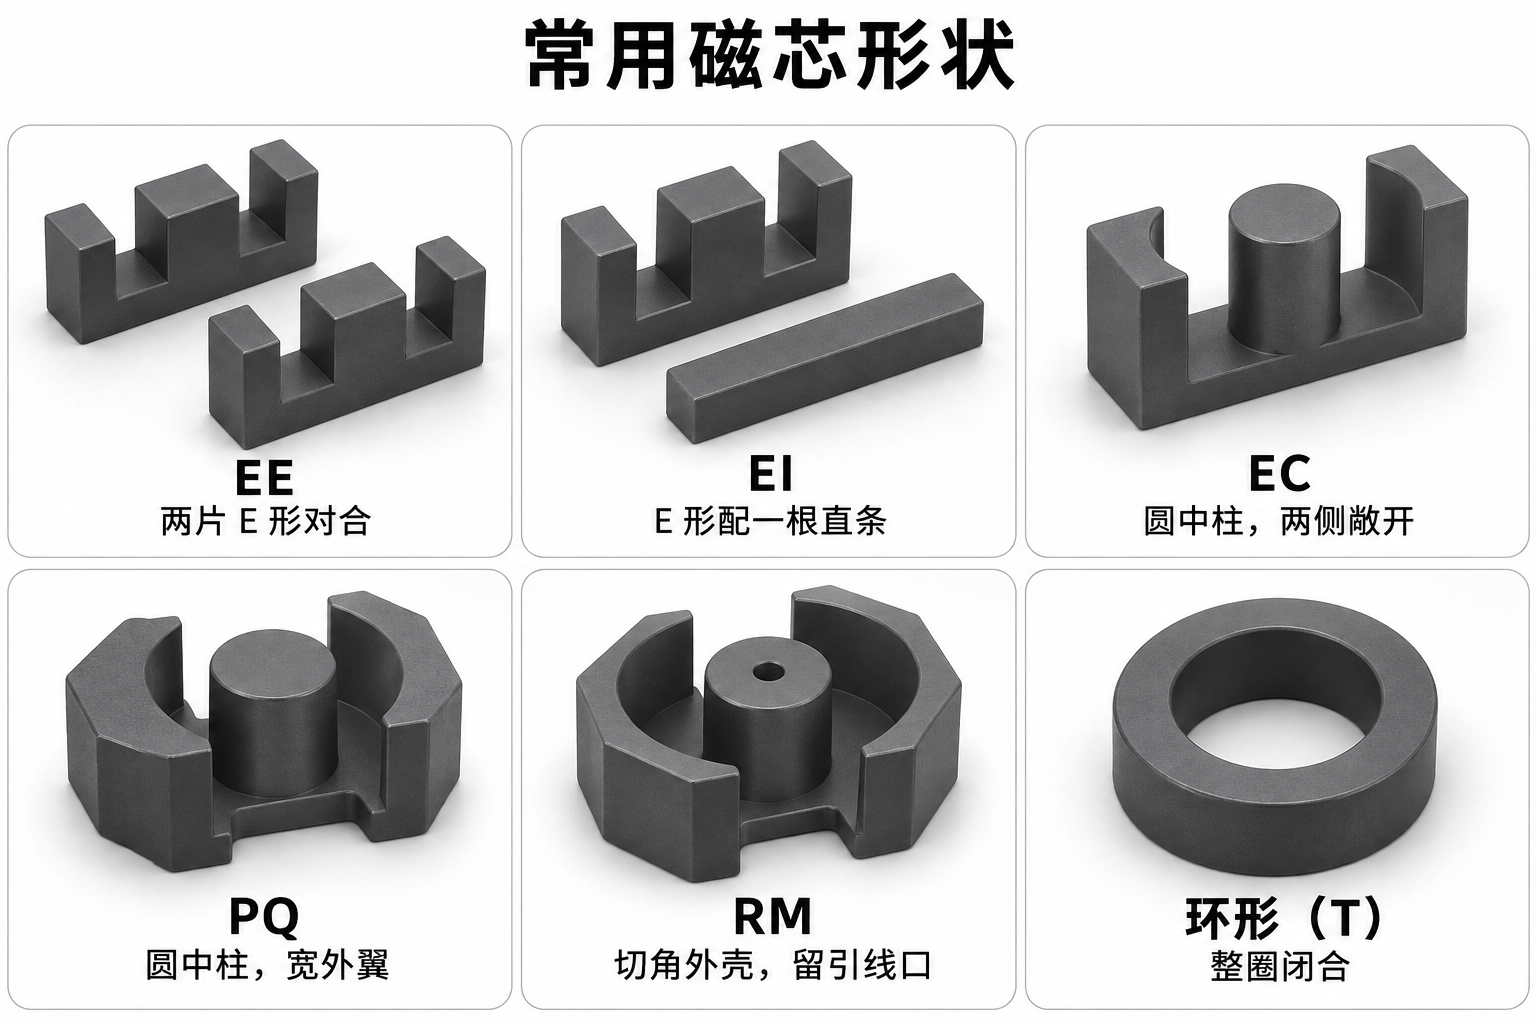 常用磁芯形状
EE
两片 E 形对合
EI
E 形配一根直条
EC
圆中柱，两侧敞开
PQ
圆中柱，宽外翼
RM
切角外壳，留引线口
环形（T）
整圈闭合